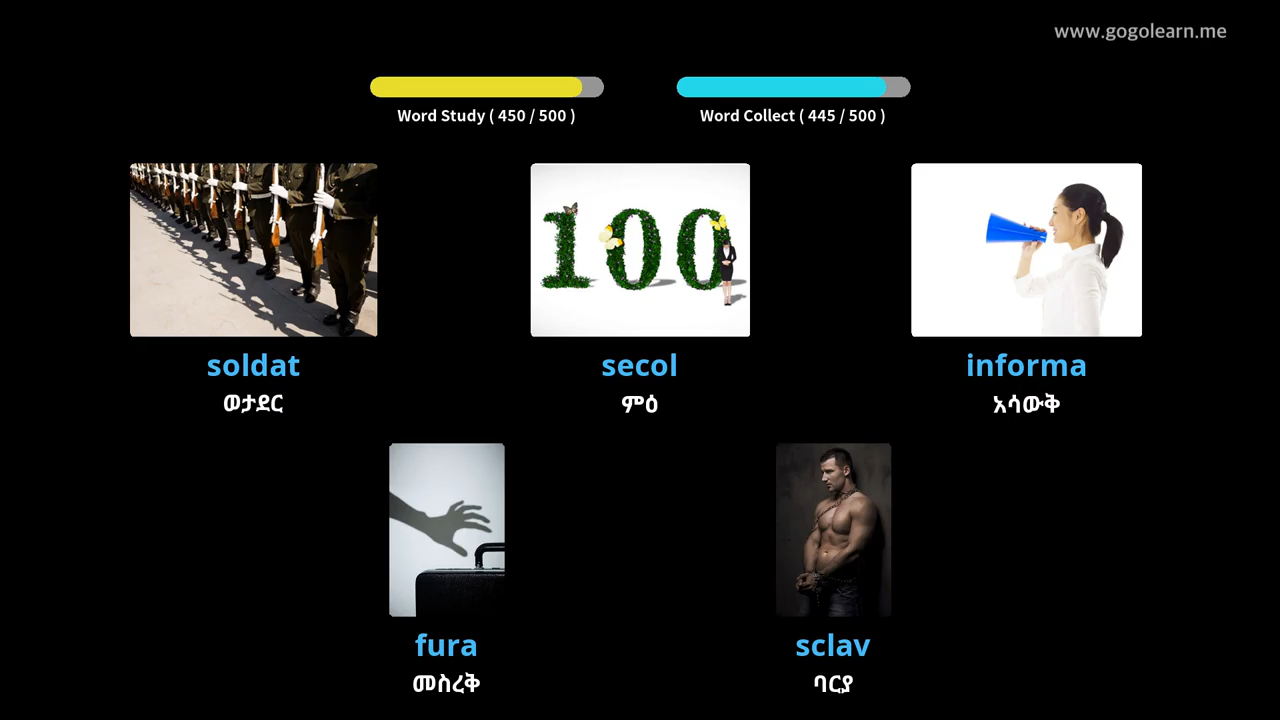 www.gogolearn.me
Word Study ( 450 / 500 )
Word Collect ( 445 / 500 )
100
soldat
ወታደር
secol
ምዕ
informa
አሳውቅ
fura
መስረቅ
sclav
ባርያ